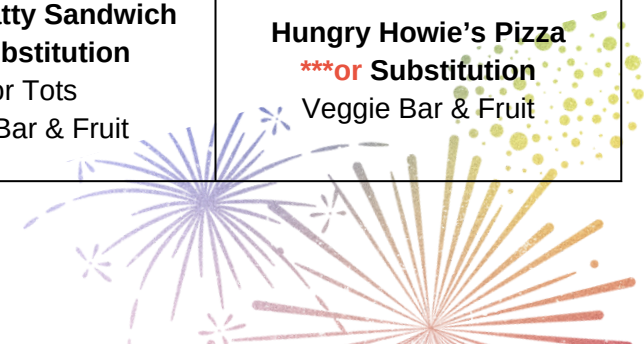 tty Sandwich
bstitution
or Tots
Bar & Fruit
Hungry Howie's Pizza
***or Substitution
Veggie Bar & Fruit